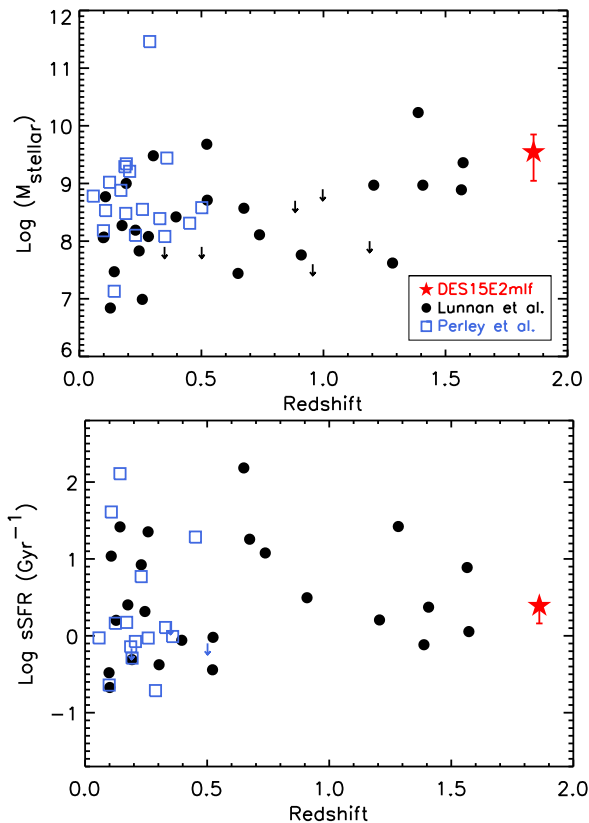 12
11
10
9
8
7
6
Log (M_stellar)
★ DES15E2mlf
● Lunnan et al.
□ Perley et al.
0.0 0.5 1.0 1.5 2.0
Redshift
2
1
0
−1
Log sSFR (Gyr⁻¹)
0.0 0.5 1.0 1.5 2.0
Redshift